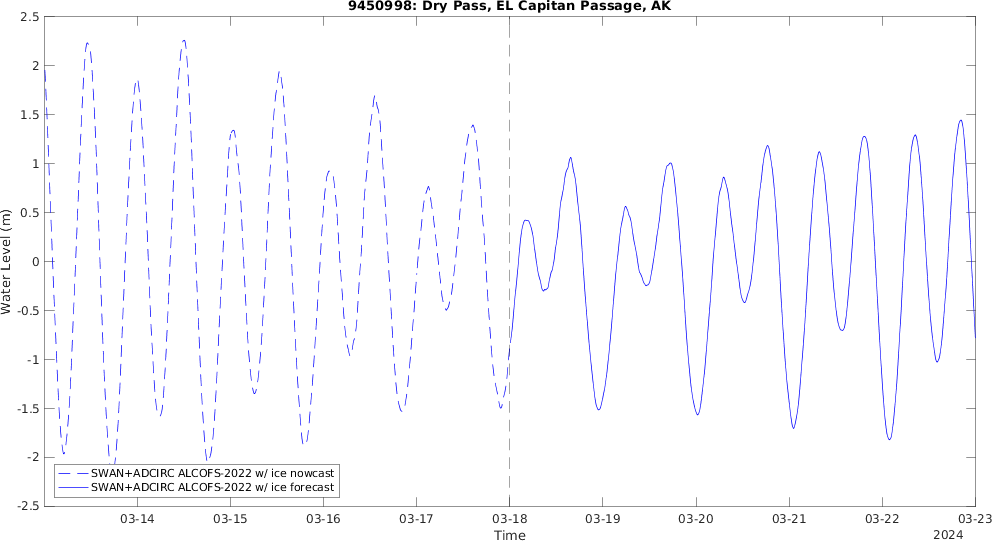 9450998: Dry Pass, EL Capitan Passage, AK
2.5
2
1.5
1
0.5
0
-0.5
-1
-1.5
-2
-2.5
Water Level (m)
SWAN+ADCIRC ALCOFS-2022 w/ ice nowcast
SWAN+ADCIRC ALCOFS-2022 w/ ice forecast
03-14 03-15 03-16 03-17 03-18 03-19 03-20 03-21 03-22 03-23
Time
2024